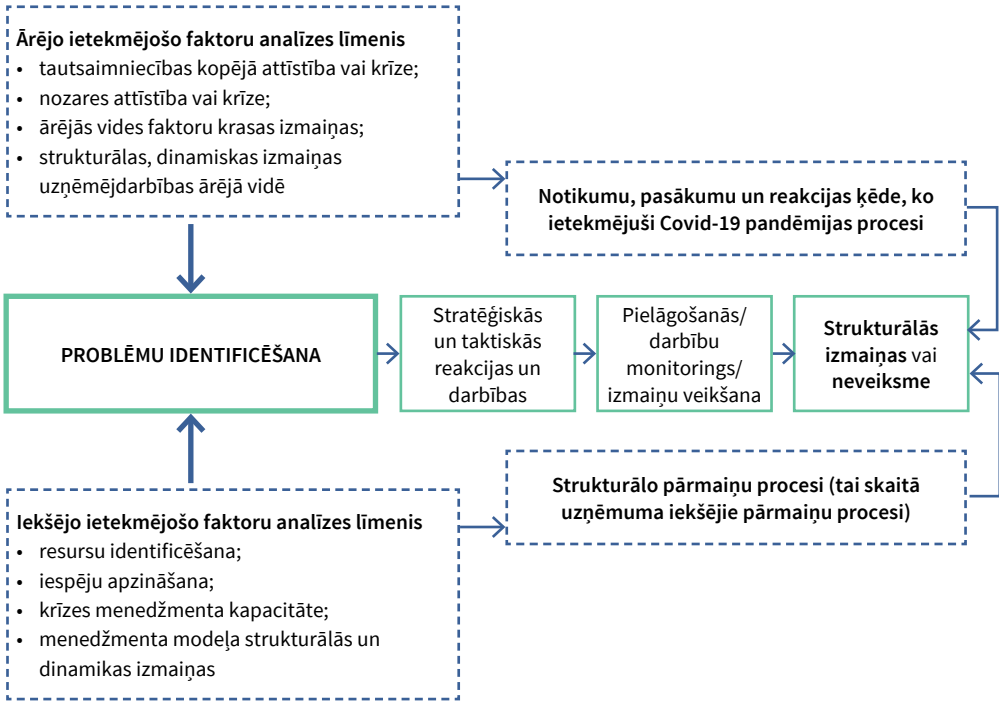 Ārējo ietekmējošo faktoru analīzes līmenis
• tautsaimniecības kopējā attīstība vai krīze;
• nozares attīstība vai krīze;
• ārējās vides faktoru krasas izmaiņas;
• strukturālas, dinamiskas izmaiņas
uzņēmējdarbības ārējā vidē
Notikumu, pasākumu un reakcijas ķēde, ko
ietekmējuši Covid-19 pandēmijas procesi
PROBLĒMU IDENTIFICĒŠANA
Stratēģiskās
un taktiskās
reakcijas un
darbības
Pielāgošanās/
darbību
monitorings/
izmaiņu veikšana
Strukturālās
izmaiņas vai
neveiksme
Strukturālo pārmaiņu procesi (tai skaitā
uzņēmuma iekšējie pārmaiņu procesi)
Iekšējo ietekmējošo faktoru analīzes līmenis
• resursu identificēšana;
• iespēju apzināšana;
• krīzes menedžmenta kapacitāte;
• menedžmenta modeļa strukturālās un
dinamikas izmaiņas